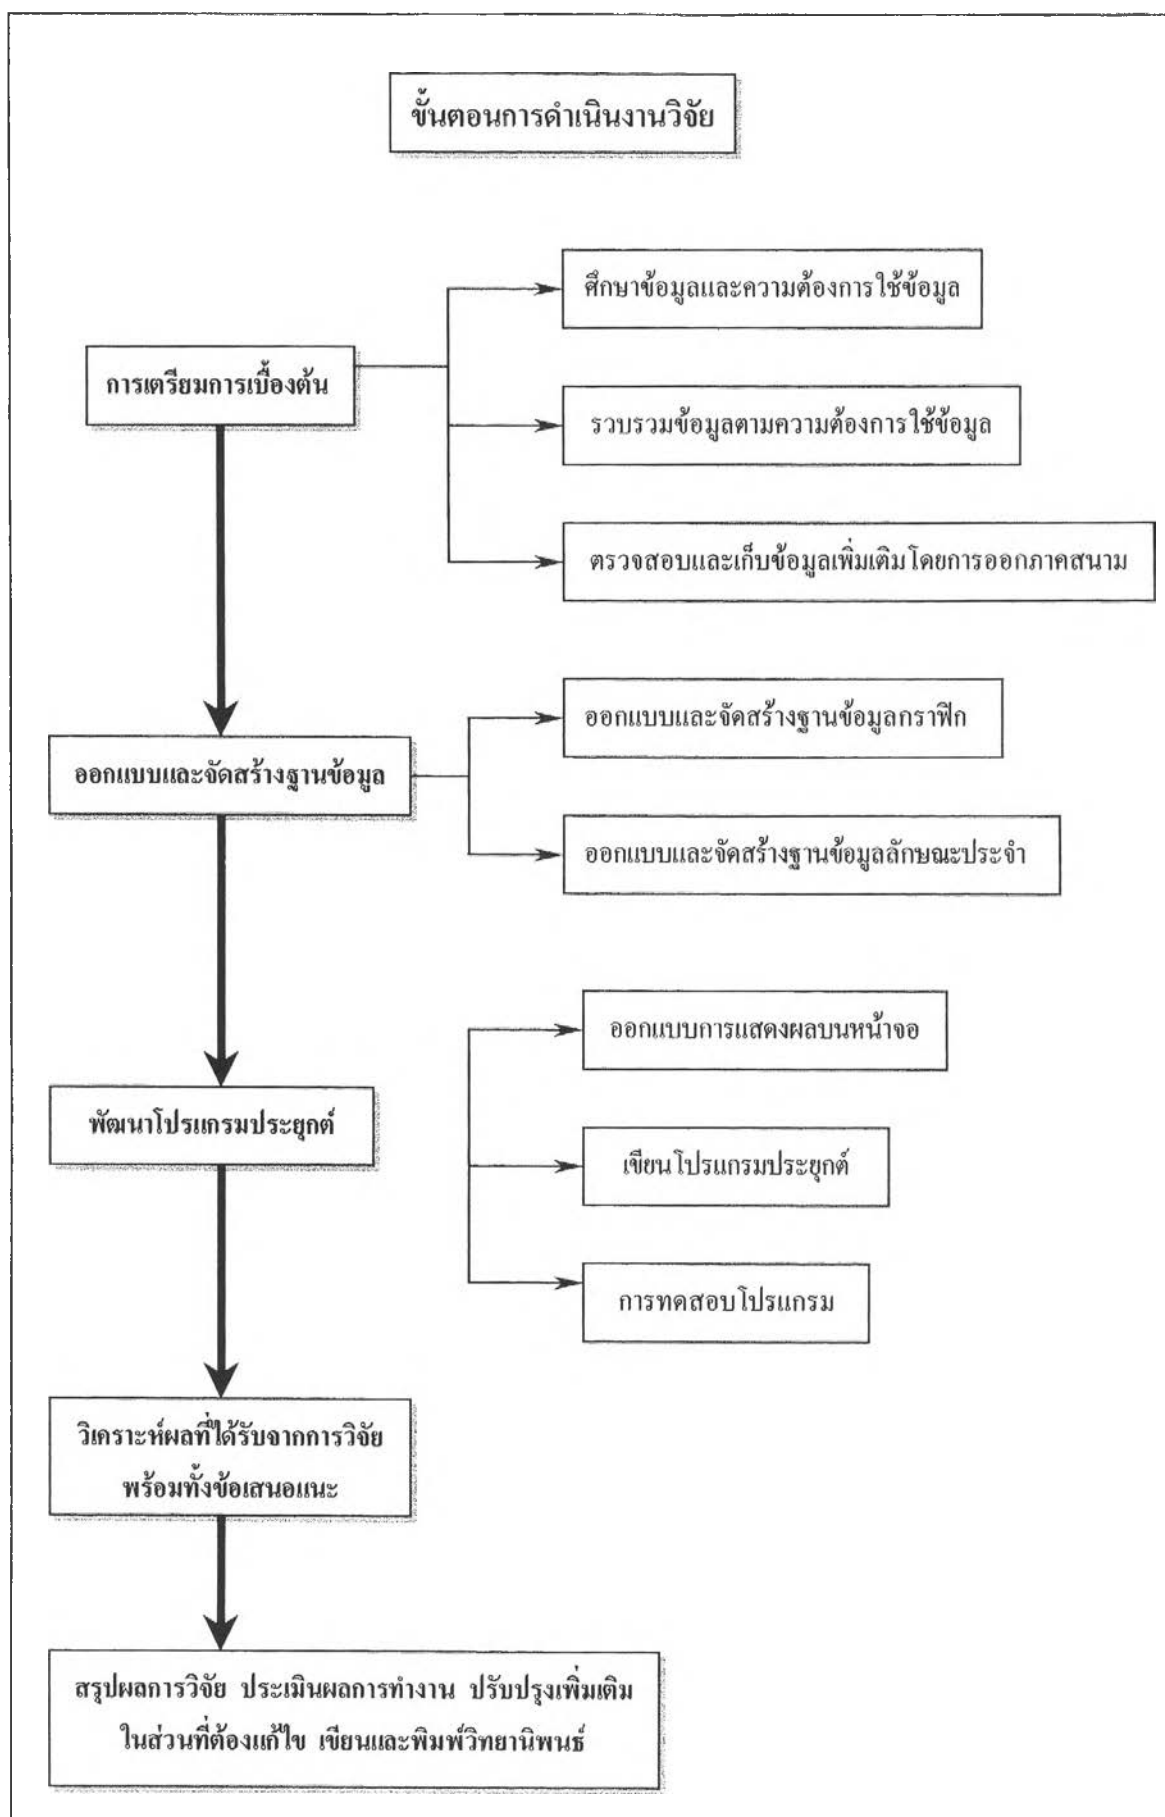 ขั้นตอนการดำเนินงานวิจัย
ศึกษาข้อมูลและความต้องการใช้ข้อมูล
การเตรียมการเบื้องต้น
รวบรวมข้อมูลตามความต้องการใช้ข้อมูล
ตรวจสอบและเก็บข้อมูลเพิ่มเติมโดยการออกภาคสนาม
ออกแบบและจัดสร้างฐานข้อมูลกราฟิก
ออกแบบและจัดสร้างฐานข้อมูล
ออกแบบและจัดสร้างฐานข้อมูลลักษณะประจำ
ออกแบบการแสดงผลบนหน้าจอ
พัฒนาโปรแกรมประยุกต์
เขียนโปรแกรมประยุกต์
การทดสอบโปรแกรม
วิเคราะห์ผลที่ได้รับจากการวิจัย
พร้อมทั้งข้อเสนอแนะ
สรุปผลการวิจัย ประเมินผลการทำงาน ปรับปรุงเพิ่มเติม
ในส่วนที่ต้องแก้ไข เขียนและพิมพ์วิทยานิพนธ์